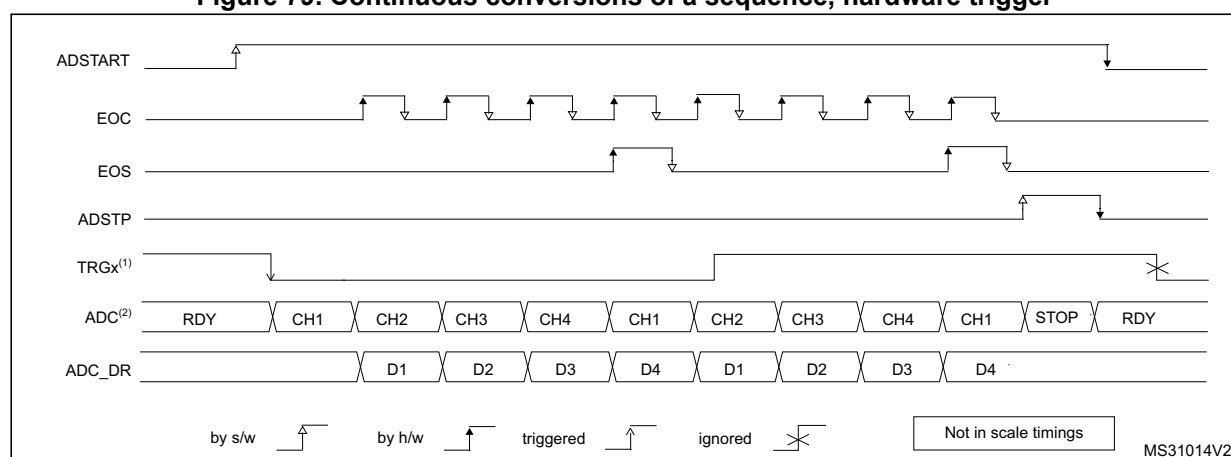 Figure 79. Continuous conversions of a sequence, hardware trigger
ADSTART
EOC
EOS
ADSTP
TRGx(1)
ADC(2) RDY CH1 CH2 CH3 CH4 CH1 CH2 CH3 CH4 CH1 STOP RDY
ADC_DR D1 D2 D3 D4 D1 D2 D3 D4
by s/w by h/w triggered ignored Not in scale timings
MS31014V2